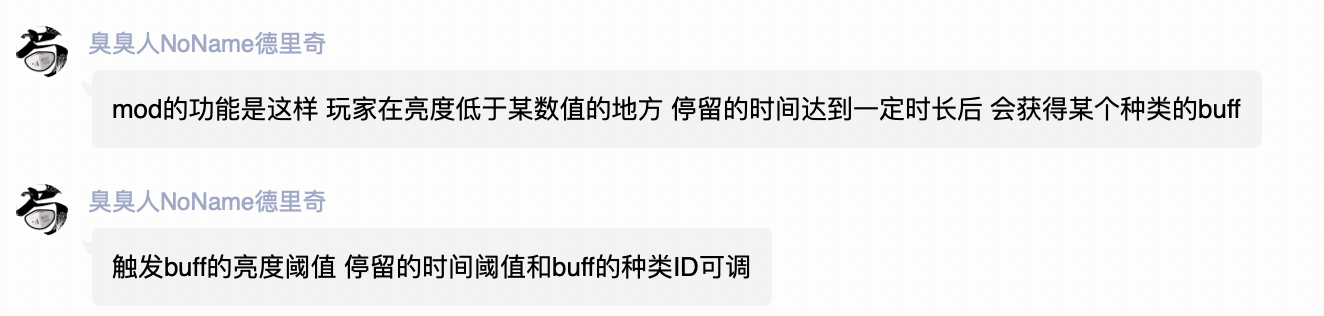 臭臭人NoName德里奇
mod的功能是这样 玩家在亮度低于某数值的地方 停留的时间达到一定时长后 会获得某个种类的buff
臭臭人NoName德里奇
触发buff的亮度阈值 停留的时间阈值和buff的种类ID可调